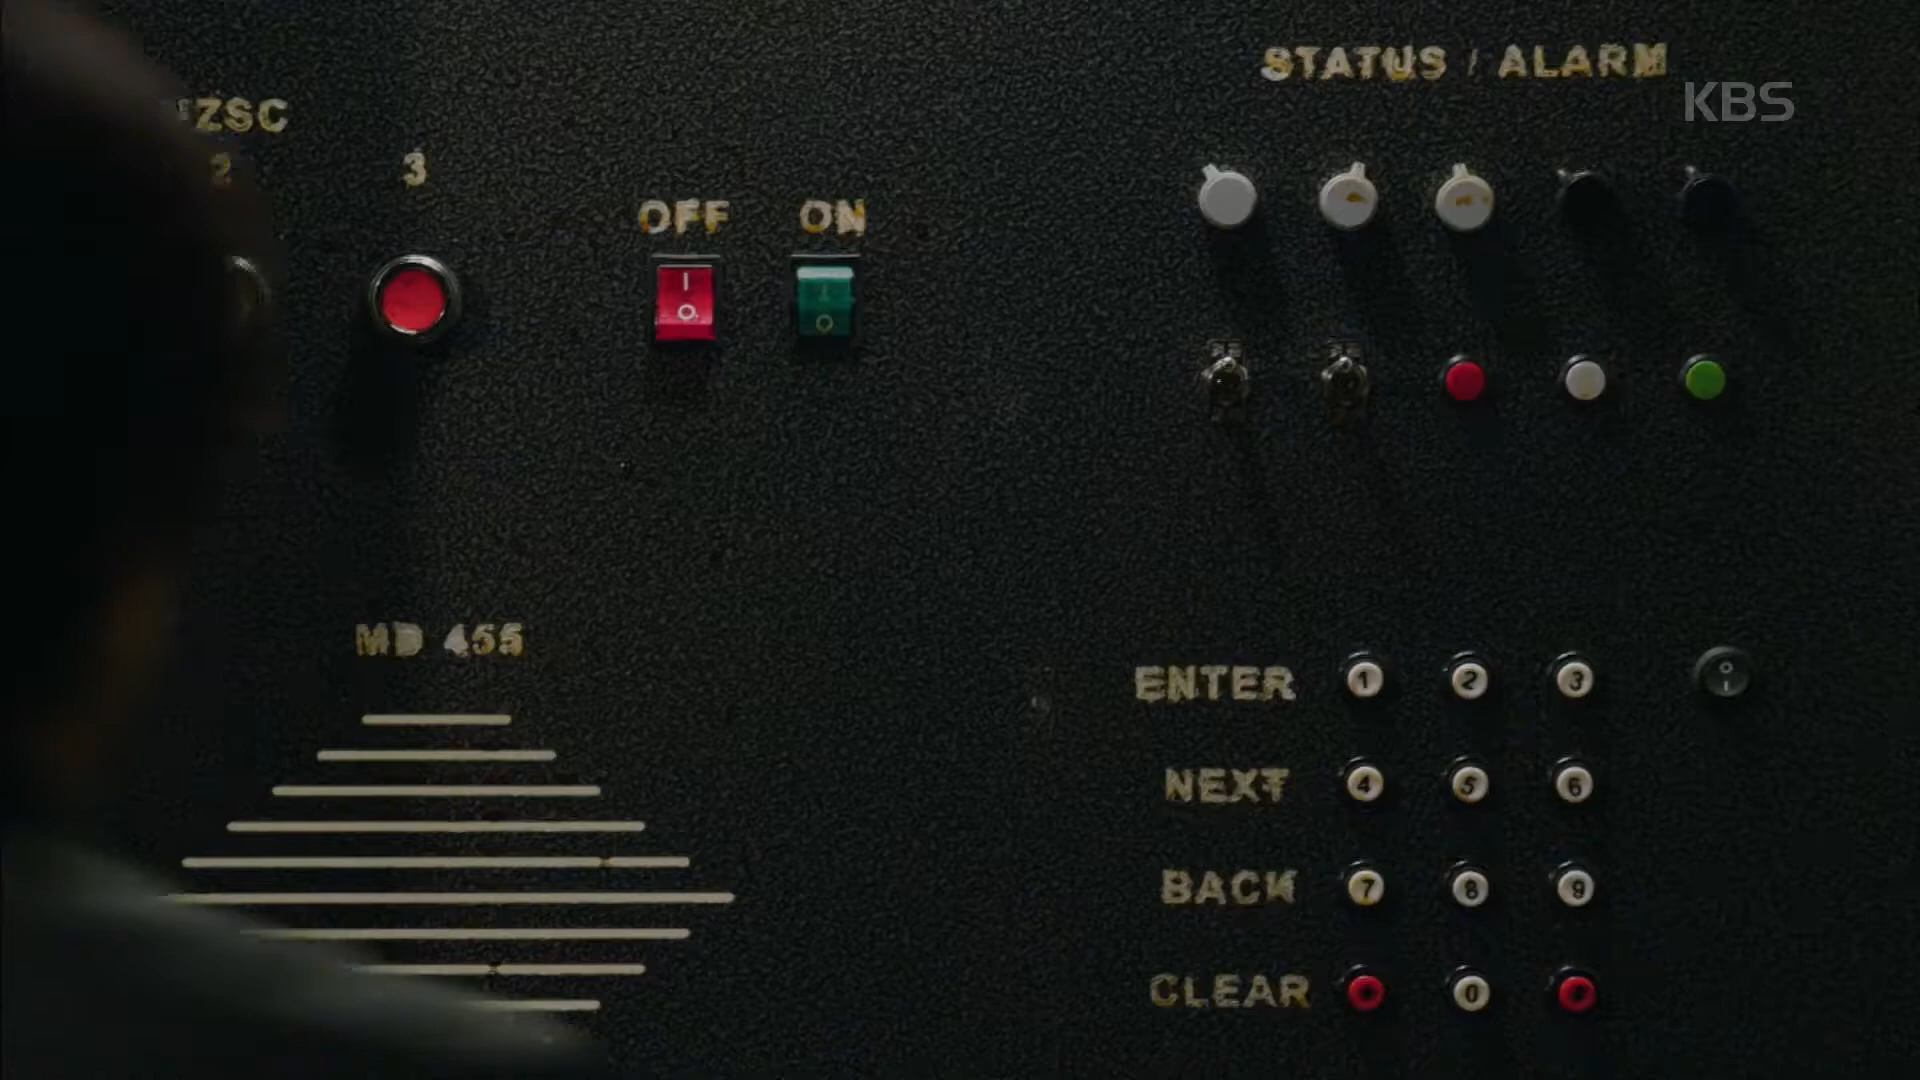 STATUS / ALARM
KBS
ZSC
2
3
OFF ON
MD 455
ENTER 1 2 3
NEXT 4 5 6
BACK 7 8 9
CLEAR 0